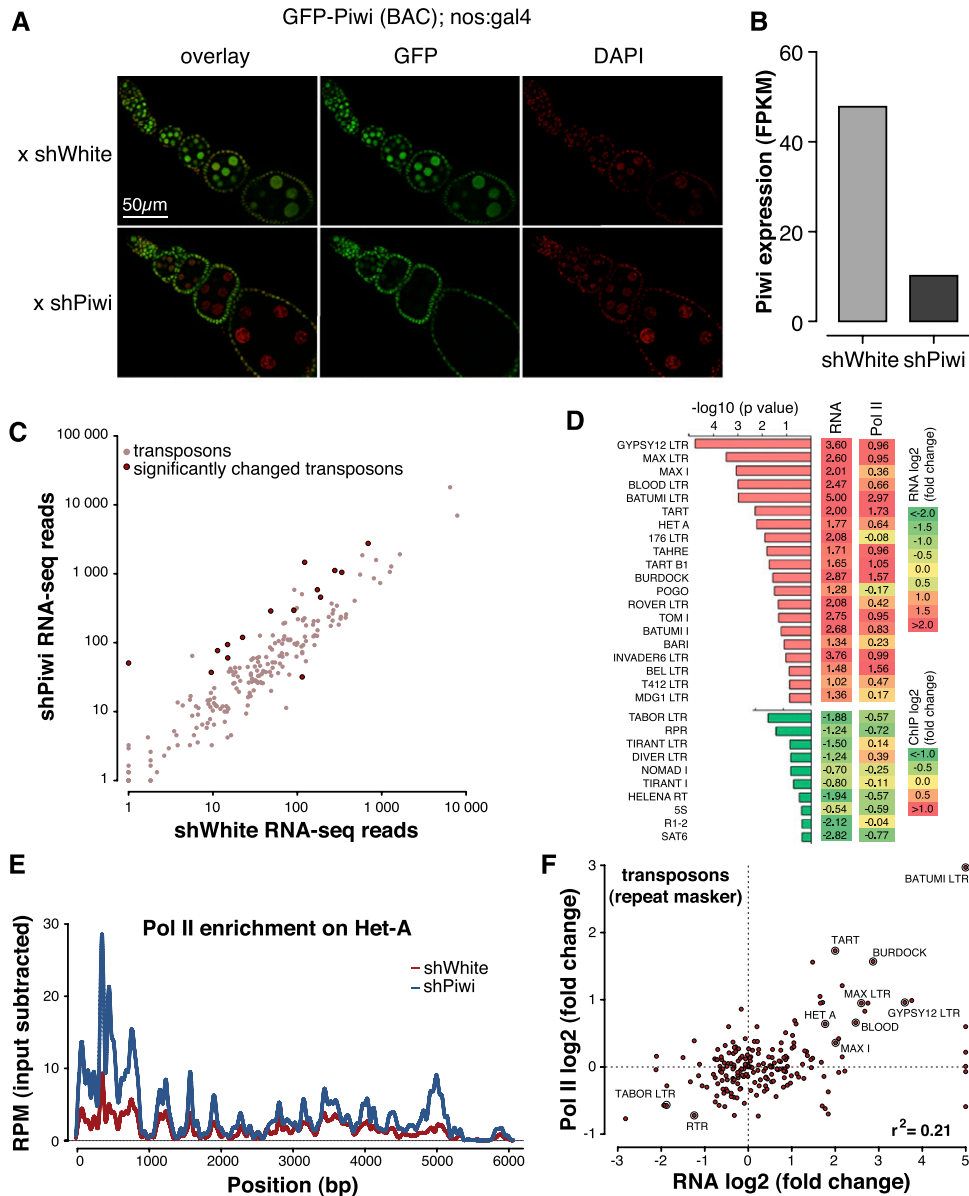 A
GFP-Piwi (BAC); nos:gal4
overlay GFP DAPI
x shWhite
50µm
x shPiwi
B
Piwi expression (FPKM)
60
40
20
0
shWhite shPiwi
C
shPiwi RNA-seq reads
100 000
10 000
1 000
100
10
1
transposons
significantly changed transposons
1 10 100 1 000 10 000
shWhite RNA-seq reads
D
-log10 (p value)
4 3 2 1
RNA Pol II
GYPSY12 LTR 3.60 0.96
MAX LTR 2.60 0.95
MAX I 2.01 0.36
BLOOD LTR 2.47 0.66
BATUMI LTR 5.00 2.97
TART 2.00 1.73
HET A 1.77 0.64
176 LTR 2.08 -0.08
TAHRE 1.71 0.96
TART B1 1.65 1.05
BURDOCK 2.87 1.57
POGO 1.28 -0.17
ROVER LTR 2.08 0.42
TOM I 2.75 0.95
BATUMI I 2.68 0.83
BARI 1.34 0.23
INVADER6 LTR 3.76 0.99
BEL LTR 1.48 1.56
T412 LTR 1.02 0.47
MDG1 LTR 1.36 0.17
TABOR LTR -1.88 -0.57
RPR -1.24 -0.72
TIRANT LTR -1.50 0.14
DIVER LTR -1.24 0.39
NOMAD I -0.70 -0.25
TIRANT I -0.80 -0.11
HELENA RT -1.94 -0.57
5S -0.54 -0.59
R1-2 -2.12 -0.04
SAT6 -2.82 -0.77
RNA log2
(fold change)
<-2.0
-1.5
-1.0
-0.5
0.0
0.5
1.0
1.5
>2.0
ChIP log2
(fold change)
<-1.0
-0.5
0.0
0.5
>1.0
E
Pol II enrichment on Het-A
RPM (input subtracted)
30
20
10
0
shWhite
shPiwi
0 1000 2000 3000 4000 5000 6000
Position (bp)
F
transposons
(repeat masker)
Pol II log2 (fold change)
3
2
1
0
-1
BATUMI LTR
TART
BURDOCK
MAX LTR
GYPSY12 LTR
HET A
BLOOD
MAX I
TABOR LTR
RTR
r²= 0.21
-3 -2 -1 0 1 2 3 4 5
RNA log2 (fold change)